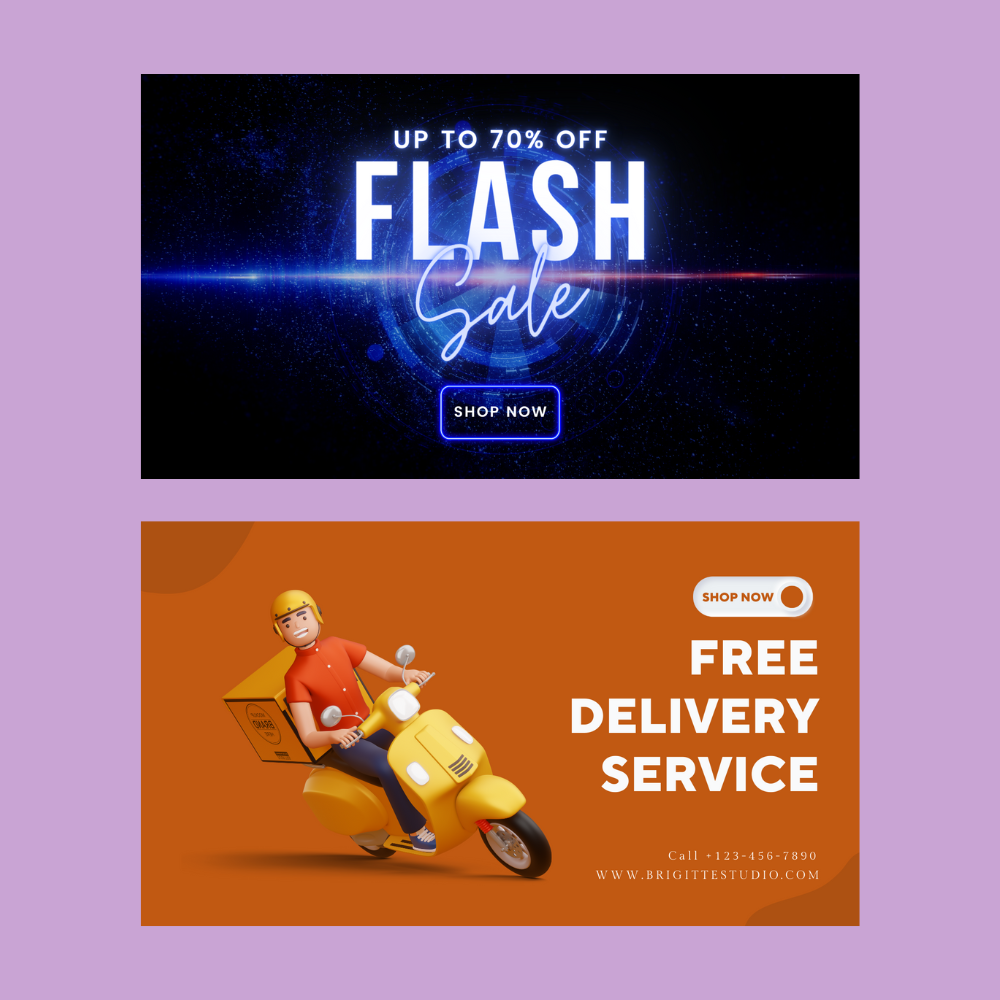 UP TO 70% OFF
FLASH
Sale
SHOP NOW
SHOP NOW
FREE
DELIVERY
SERVICE
Call +123-456-7890
WWW.BRIGITTESTUDIO.COM